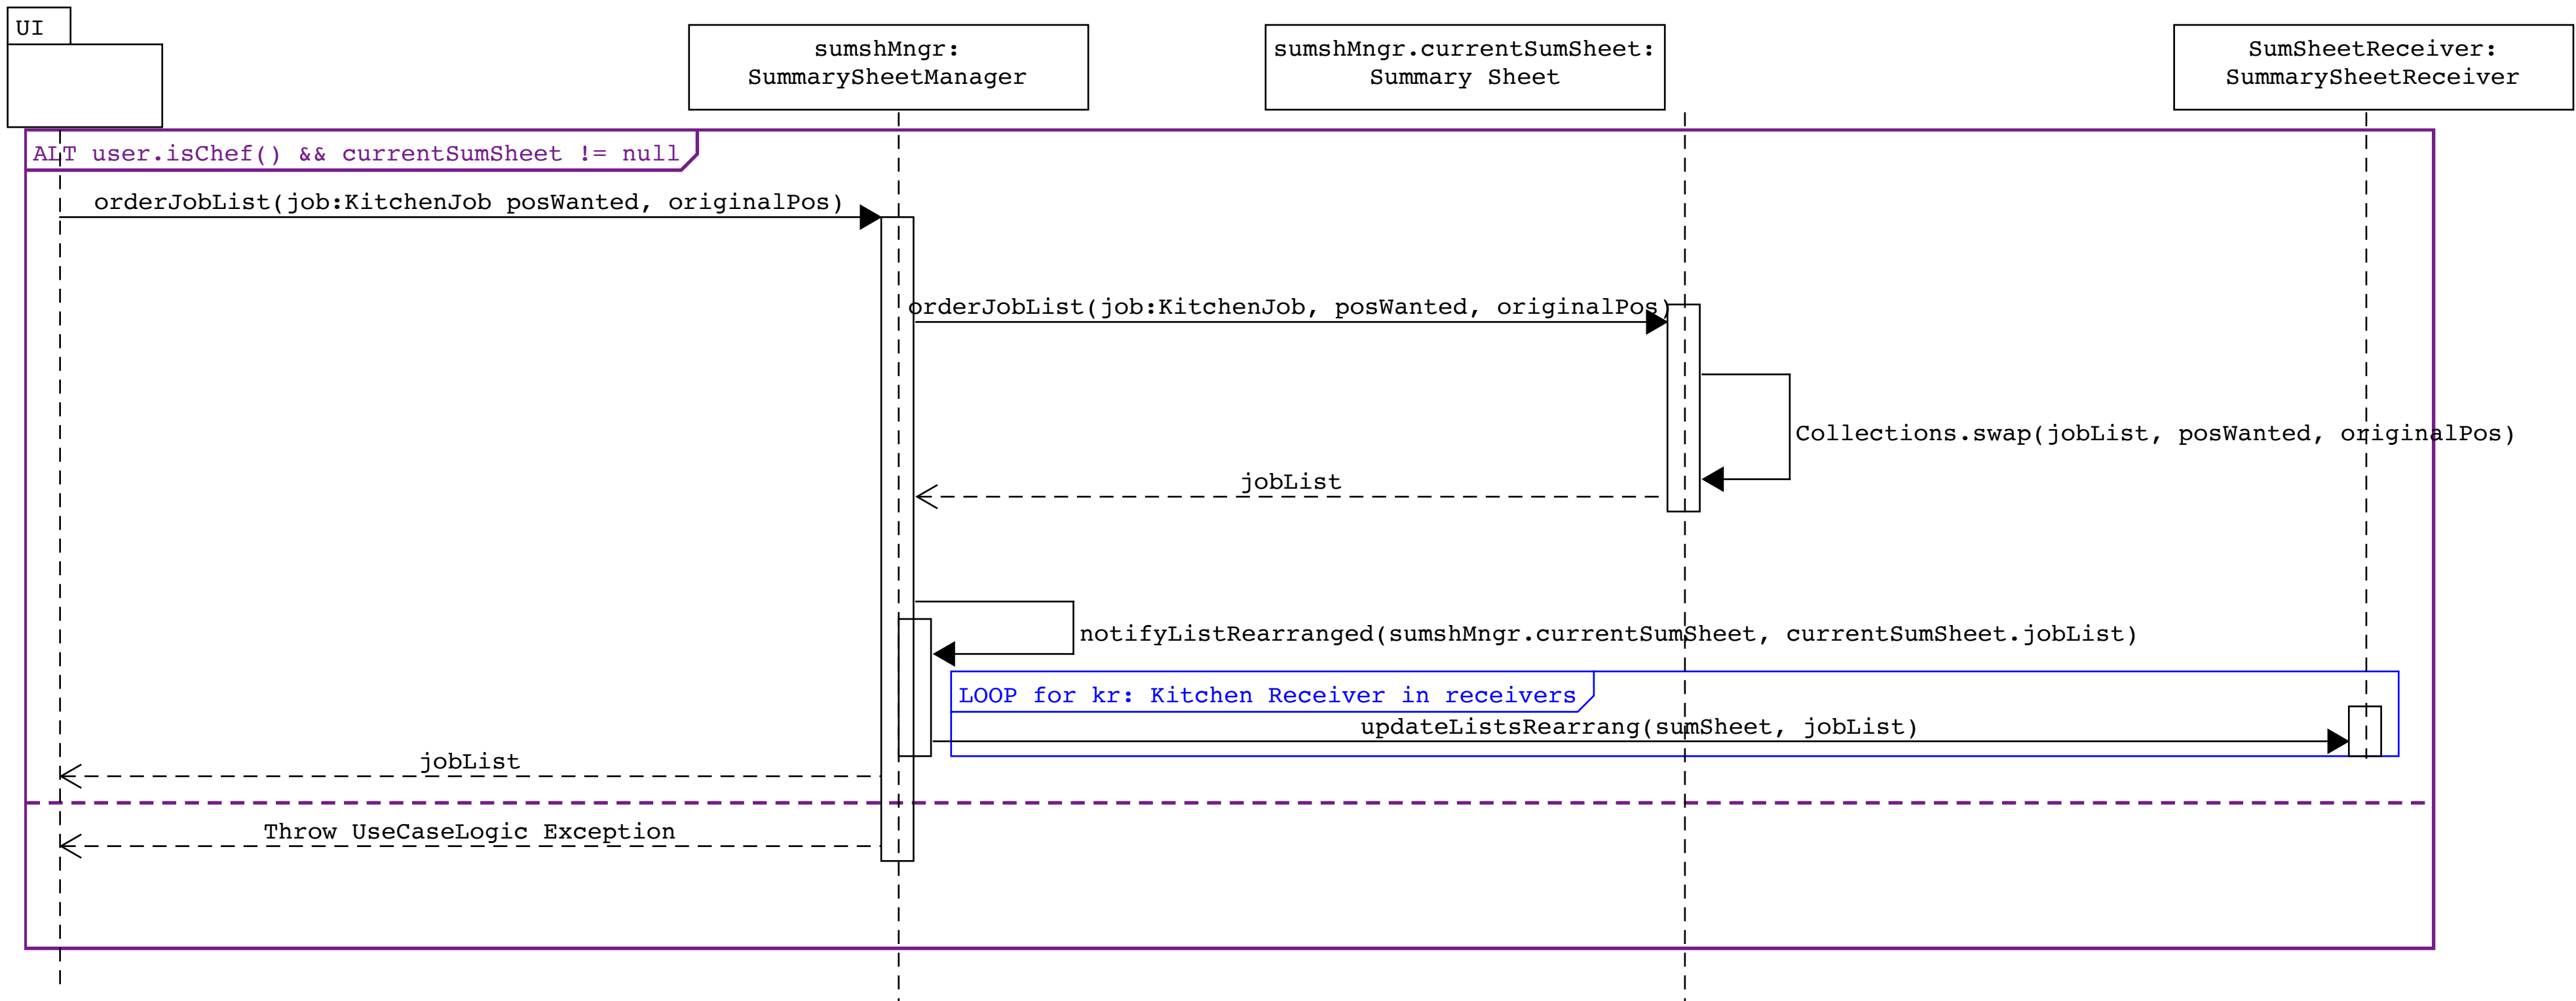 UI
sumshMngr:
SummarySheetManager
sumshMngr.currentSumSheet:
Summary Sheet
SumSheetReceiver:
SummarySheetReceiver
ALT user.isChef() && currentSumSheet != null
orderJobList(job:KitchenJob posWanted, originalPos)
orderJobList(job:KitchenJob, posWanted, originalPos)
Collections.swap(jobList, posWanted, originalPos)
jobList
notifyListRearranged(sumshMngr.currentSumSheet, currentSumSheet.jobList)
LOOP for kr: Kitchen Receiver in receivers
updateListsRearrang(sumSheet, jobList)
jobList
Throw UseCaseLogic Exception